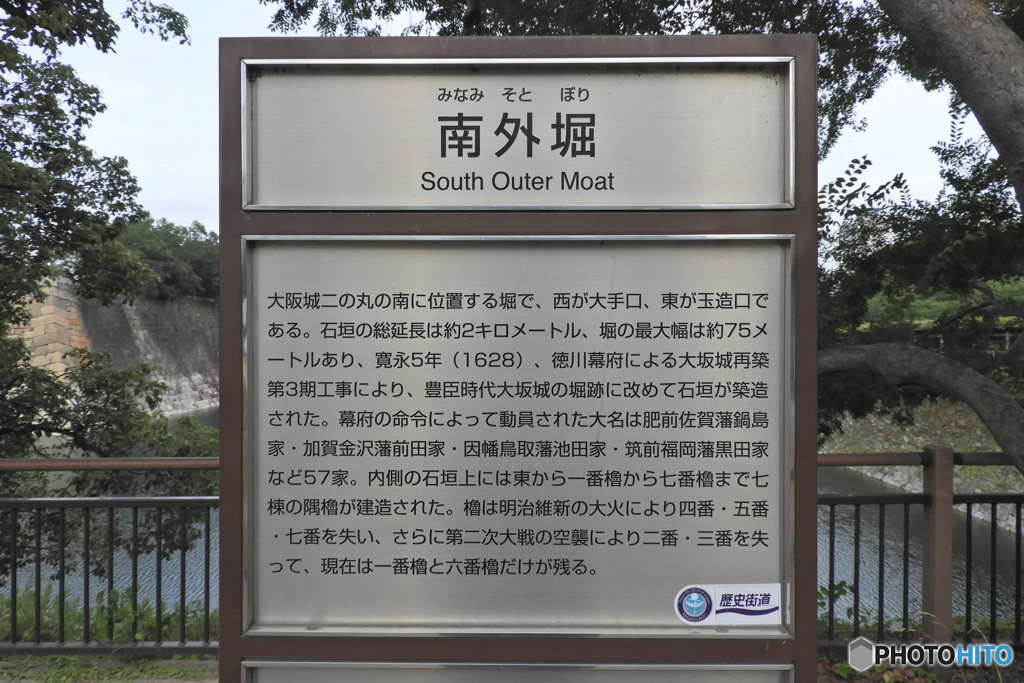 みなみ そと ぼり
南外堀
South Outer Moat
大阪城二の丸の南に位置する堀で、西が大手口、東が玉造口で
ある。石垣の総延長は約2キロメートル、堀の最大幅は約75メ
ートルあり、寛永5年（1628）、徳川幕府による大坂城再築
第3期工事により、豊臣時代大坂城の堀跡に改めて石垣が築造
された。幕府の命令によって動員された大名は肥前佐賀藩鍋島
家・加賀金沢藩前田家・因幡鳥取藩池田家・筑前福岡藩黒田家
など57家。内側の石垣上には東から一番櫓から七番櫓まで七
棟の隅櫓が建造された。櫓は明治維新の大火により四番・五番
・七番を失い、さらに第二次大戦の空襲により二番・三番を失
って、現在は一番櫓と六番櫓だけが残る。
歴史街道
PHOTOHITO